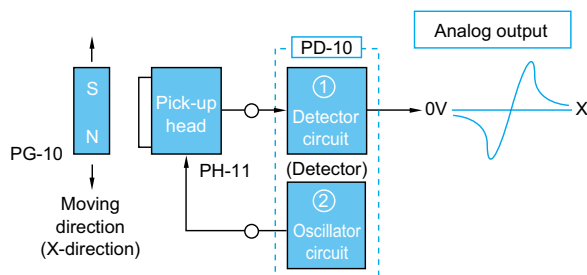 PD-10
Analog output
S
N
PG-10
Moving
direction
(X-direction)
Pick-up
head
PH-11
①
Detector
circuit
(Detector)
②
Oscillator
circuit
0V
X